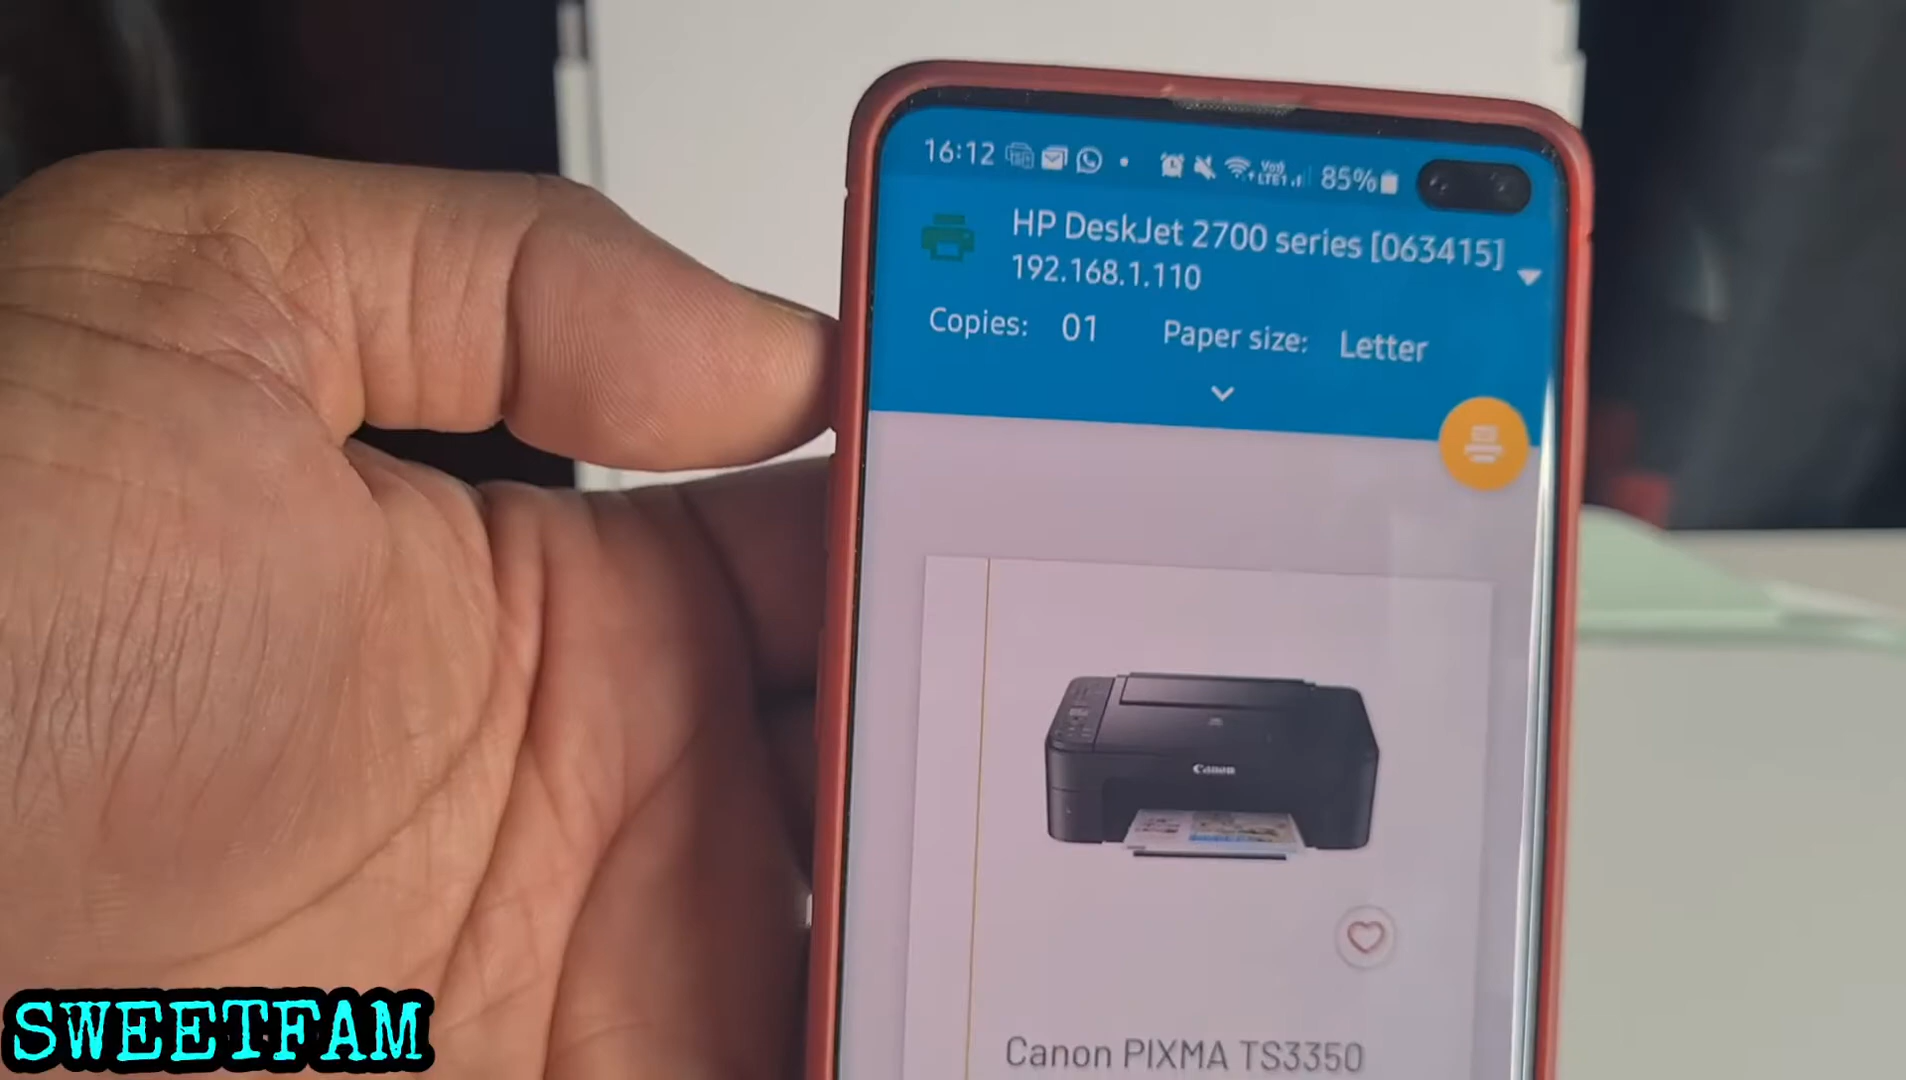 16:12 85%
HP DeskJet 2700 series [063415]
192.168.1.110
Copies: 01 Paper size: Letter
Canon
Canon PIXMA TS3350
SWEETFAM